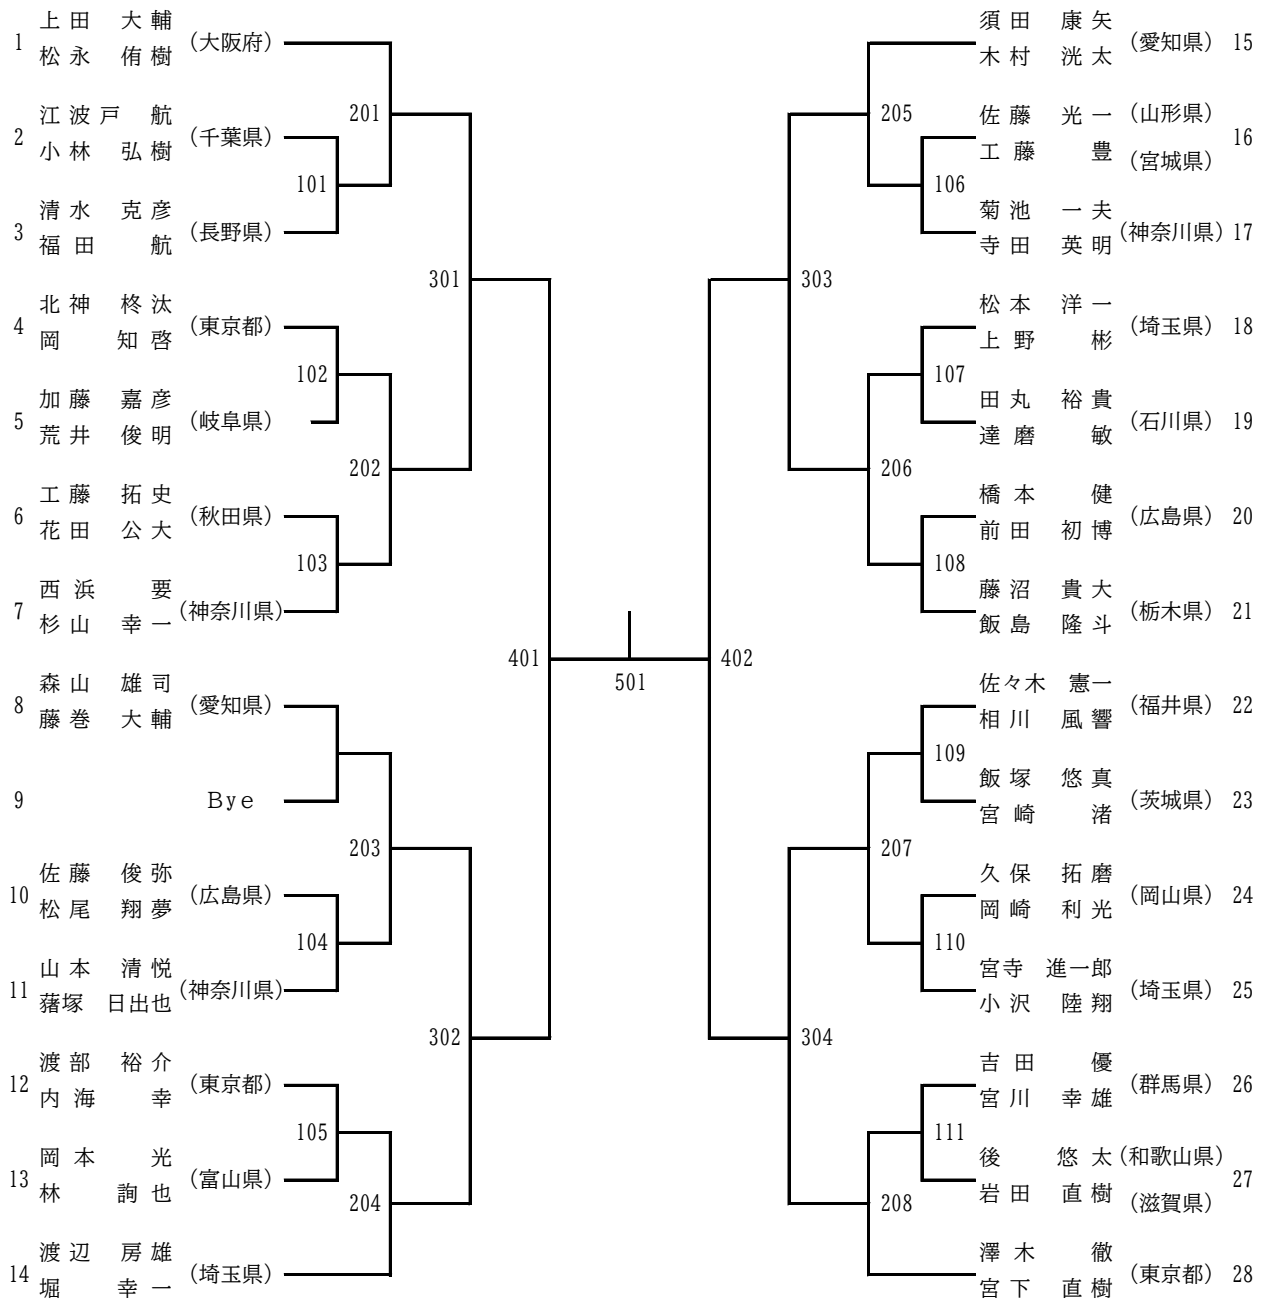 1 上田 大輔 (大阪府)
松永 侑樹
2 江波戸 航 (千葉県)
小林 弘樹
3 清水 克彦 (長野県)
福田 航
4 北神 柊汰 (東京都)
岡 知啓
5 加藤 嘉彦 (岐阜県)
荒井 俊明
6 工藤 拓史 (秋田県)
花田 公大
7 西浜 要 (神奈川県)
杉山 幸一
8 森山 雄司 (愛知県)
藤巻 大輔
9 Bye
10 佐藤 俊弥 (広島県)
松尾 翔夢
11 山本 清悦 (神奈川県)
藷塚 日出也
12 渡部 裕介 (東京都)
内海 幸
13 岡本 光 (富山県)
林 詢也
14 渡辺 房雄 (埼玉県)
堀 幸一
101
102
103
104
105
201
202
203
204
301
302
401
501
402
303
304
205
206
207
208
106
107
108
109
110
111
須田 康矢 (愛知県) 15
木村 洸太
佐藤 光一 (山形県) 16
工藤 豊 (宮城県)
菊池 一夫 (神奈川県) 17
寺田 英明
松本 洋一 (埼玉県) 18
上野 彬
田丸 裕貴 (石川県) 19
達磨 敏
橋本 健 (広島県) 20
前田 初博
藤沼 貴大 (栃木県) 21
飯島 隆斗
佐々木 憲一 (福井県) 22
相川 風響
飯塚 悠真 (茨城県) 23
宮崎 渚
久保 拓磨 (岡山県) 24
岡崎 利光
宮寺 進一郎 (埼玉県) 25
小沢 陸翔
吉田 優 (群馬県) 26
宮川 幸雄
後 悠太 (和歌山県) 27
岩田 直樹 (滋賀県)
澤木 徹 (東京都) 28
宮下 直樹